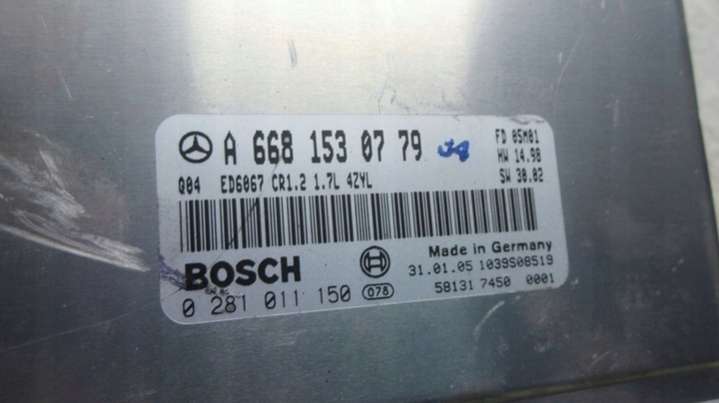 A 668 153 07 79
FD 05M01
HW 14.98
Q04 ED6067 CR1.2 1.7L 4ZYL
SW 30.02
BOSCH
Made in Germany
31.01.05 1039S08519
0 281 011 150 078
58131 7450 0001